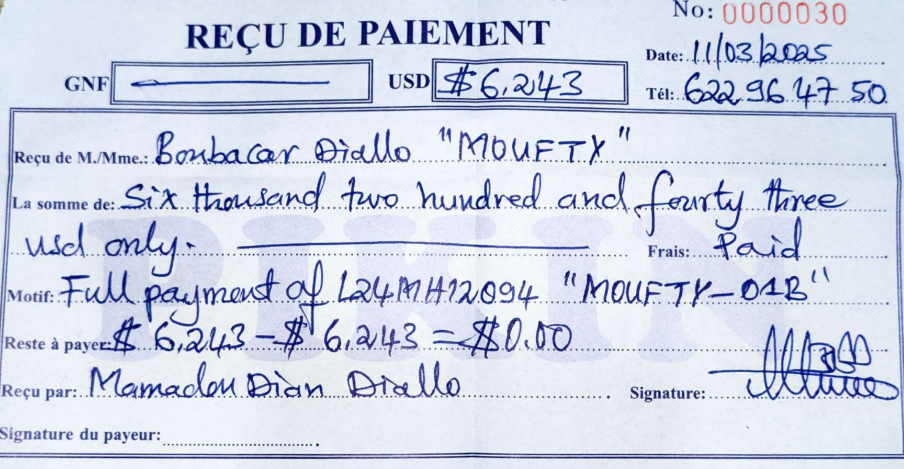 No: 0000030
REÇU DE PAIEMENT
Date: 11/03/2025
GNF USD $6,243 Tél: 622 96 47 50
Reçu de M./Mme.: Boubacar Diallo "MOUFTY"
La somme de: Six thousand two hundred and fourty three
usd only. Frais: Paid
Motif: Full payment of L24MH12094 "MOUFTY-01B"
Reste à payer: $ 6,243 - $ 6,243 = $0.00
Reçu par: Mamadou Dian Diallo Signature:
Signature du payeur:
PIKIN